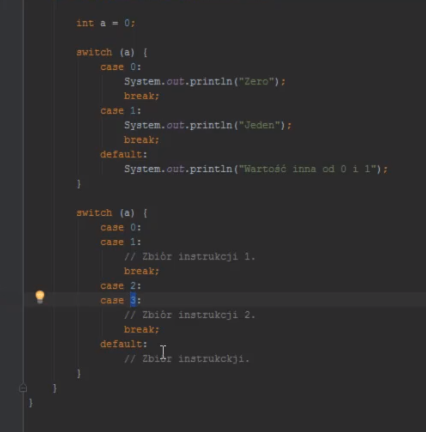 int a = 0;
switch (a) {
case 0:
System.out.println("Zero");
break;
case 1:
System.out.println("Jeden");
break;
default:
System.out.println("Wartość inna od 0 i 1");
}
switch (a) {
case 0:
case 1:
// Zbiór instrukcji 1.
break;
case 2:
case 3:
// Zbiór instrukcji 2.
break;
default:
// Zbiór instrukckji.
}
}
}